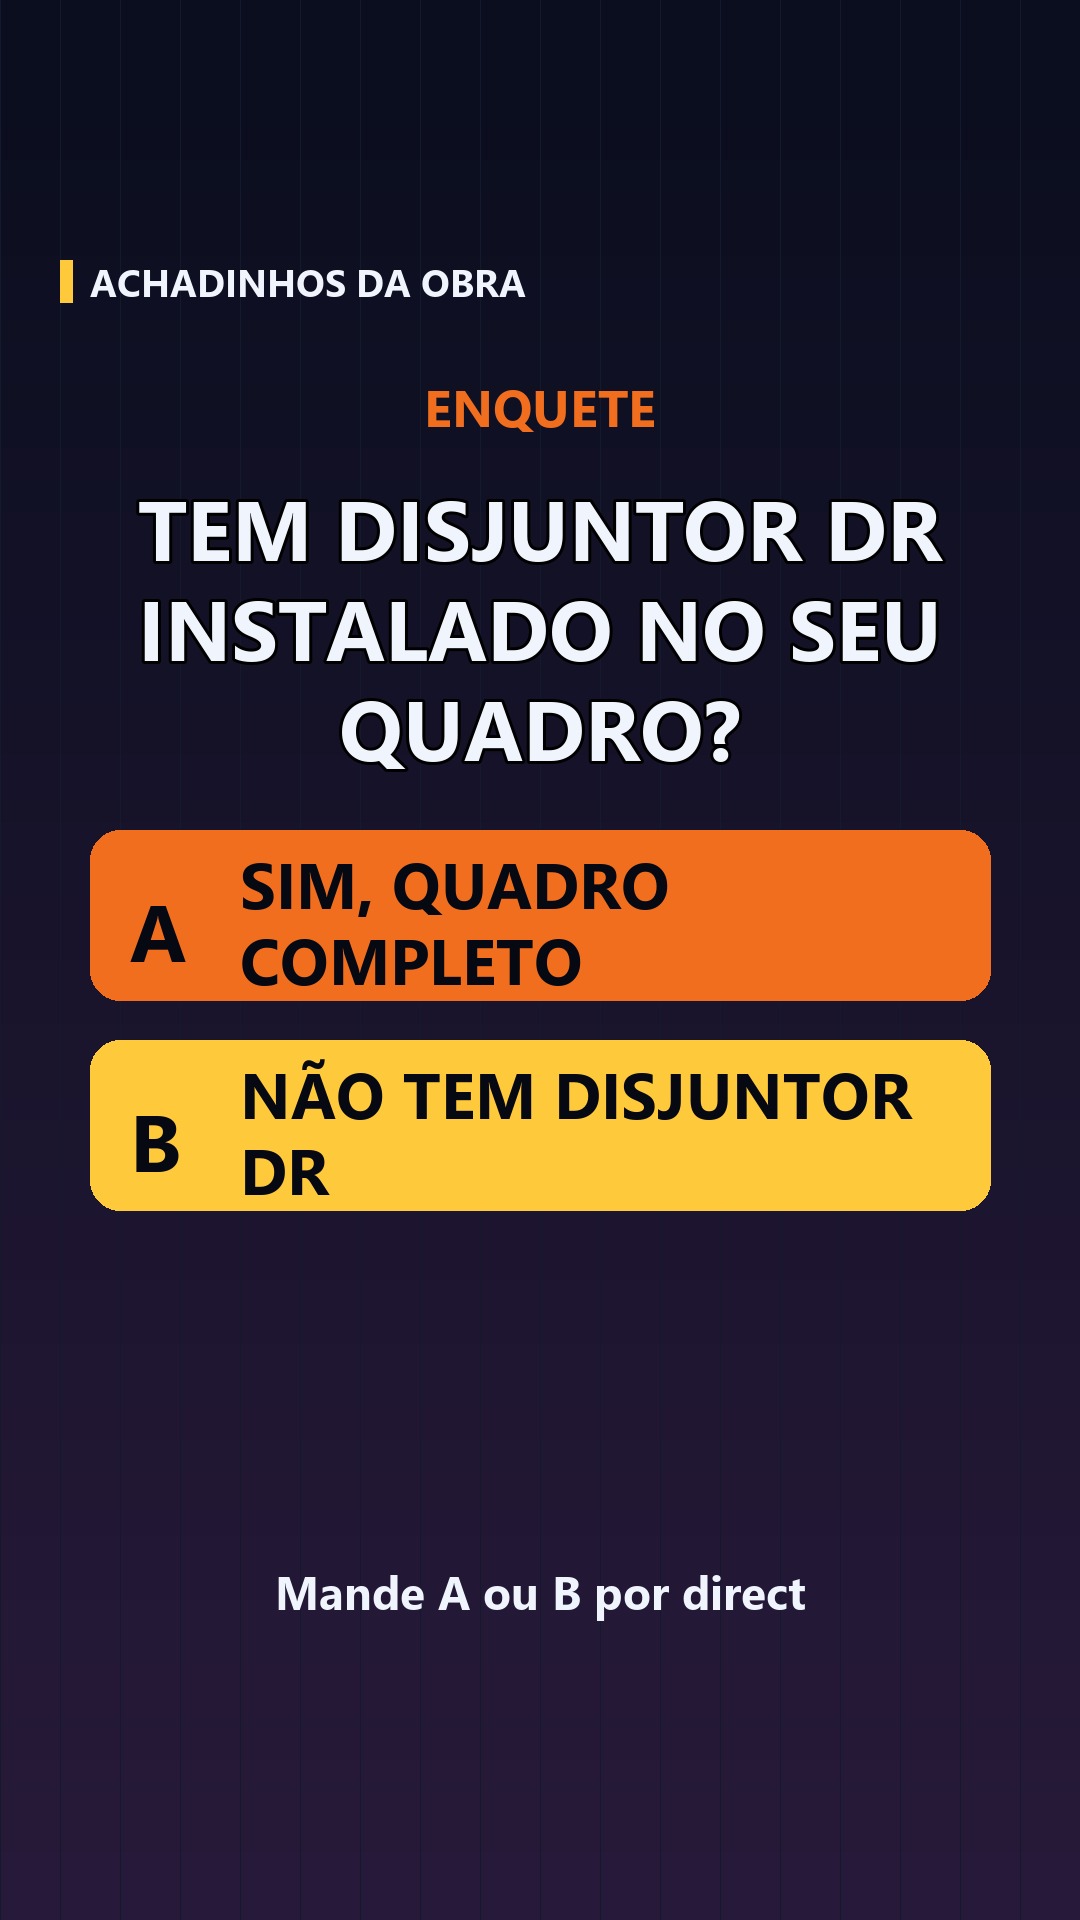 ACHADINHOS DA OBRA
ENQUETE
TEM DISJUNTOR DR
INSTALADO NO SEU
QUADRO?
A
SIM, QUADRO
COMPLETO
B
NÃO TEM DISJUNTOR
DR
Mande A ou B por direct